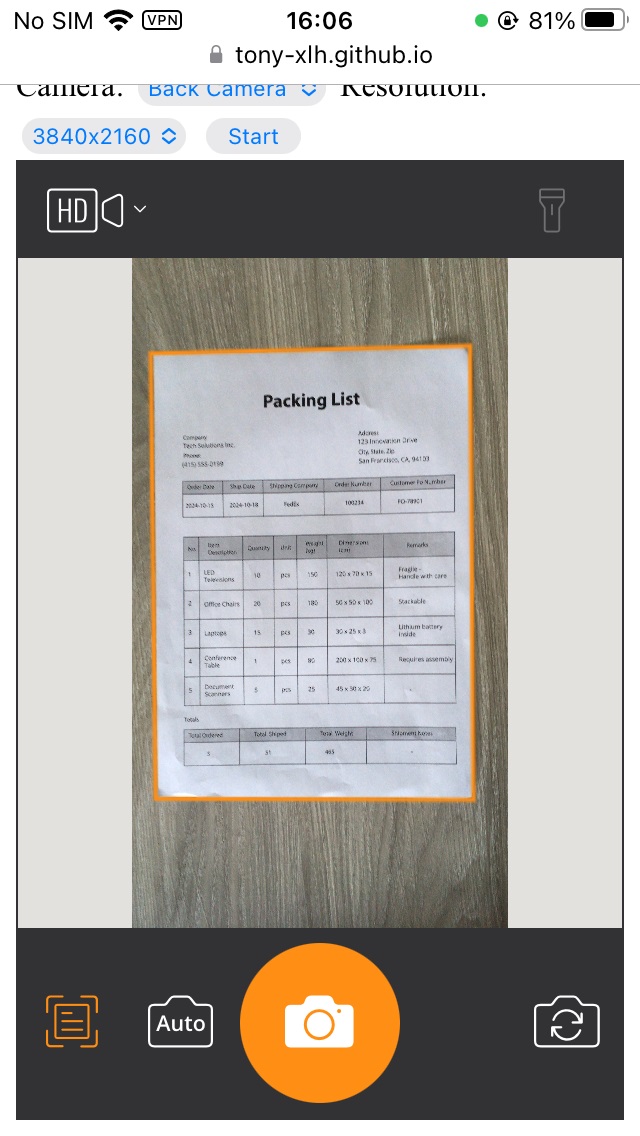 No SIM VPN 16:06 81%
tony-xlh.github.io
Camera: Back Camera Resolution:
3840x2160 Start
HD
Packing List
Company
Tech Solutions Inc.
Phone:
(415) 555-0199
Address:
123 Innovation Drive
City, State, Zip
San Francisco, CA, 94103
Order Date Ship Date Shipping Company Order Number Customer Po Number
2024-10-15 2024-10-18 FedEx 100234 PO-78901
No. Item Description Quantity Unit Weight (kg) Dimensions (cm) Remarks
1 LED Televisions 10 pcs 150 120 x 70 x 15 Fragile - Handle with care
2 Office Chairs 20 pcs 180 50 x 50 x 100 Stackable
3 Laptops 15 pcs 30 30 x 25 x 3 Lithium battery inside
4 Conference Table 1 pcs 80 200 x 100 x 75 Requires assembly
5 Document Scanners 5 pcs 25 45 x 30 x 20 -
Totals
Total Ordered Total Shiped Total Weight Shipment Notes
51 465 -
Auto